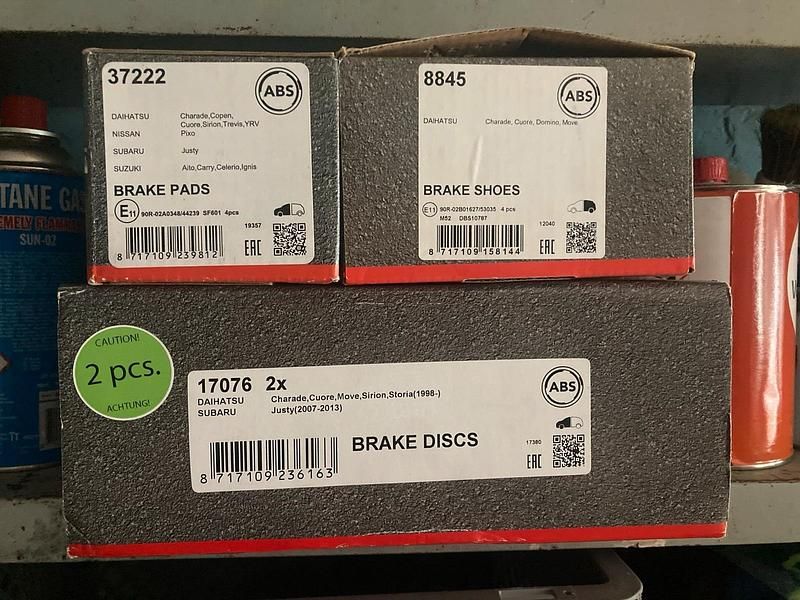 37222
ABS
DAIHATSU Charade,Copen,
Cuore,Sirion,Trevis,YRV
NISSAN Pixo
SUBARU Justy
SUZUKI Alto,Carry,Celerio,Ignis
BRAKE PADS
E11 90R-02A0348/44239 SF601 4pcs
19357
EAC
8 717109 239812
8845
ABS
DAIHATSU Charade, Cuore, Domino, Move
BRAKE SHOES
E11 90R-02B01627/53035 4 pcs
M52 DBS10787
12040
EAC
8 717109 158144
TANE GAS
EMELY FLAMMA
SUN-02
CAUTION!
2 pcs.
ACHTUNG!
17076 2x
ABS
DAIHATSU Charade,Cuore,Move,Sirion,Storia(1998-)
SUBARU Justy(2007-2013)
BRAKE DISCS
17380
EAC
8 717109 236163